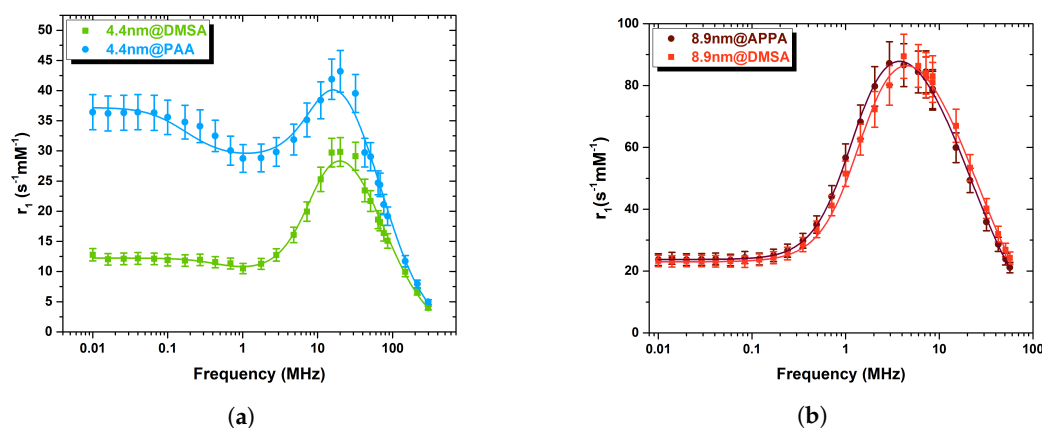 4.4nm@DMSA
4.4nm@PAA
r1 (s-1mM-1)
50
45
40
35
30
25
20
15
10
5
0
0.01 0.1 1 10 100
Frequency (MHz)
(a)
8.9nm@APPA
8.9nm@DMSA
r1(s-1mM-1)
100
80
60
40
20
0
0.01 0.1 1 10 100
Frequency (MHz)
(b)